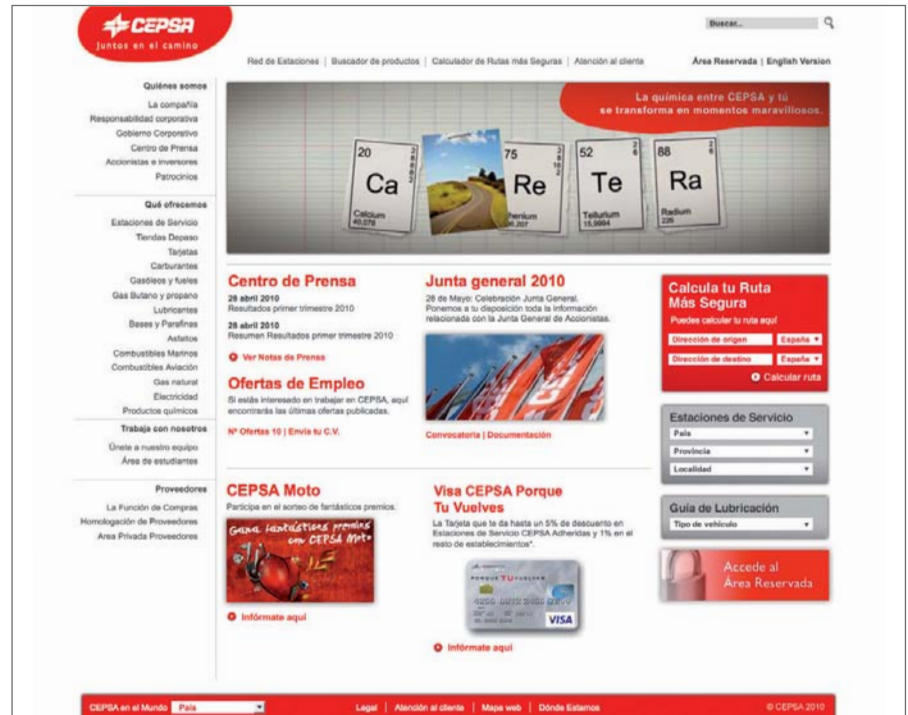 CEPSA
juntos en el camino
Buscar...
Red de Estaciones | Buscador de productos | Calculador de Rutas más Seguras | Atención al cliente
Área Reservada | English Version
Quiénes somos
La compañía
Responsabilidad corporativa
Gobierno Corporativo
Centro de Prensa
Accionistas e inversores
Patrocinios
Qué ofrecemos
Estaciones de Servicio
Tiendas Depaso
Tarjetas
Carburantes
Gasóleos y fueles
Gas Butano y propano
Lubricantes
Bases y Parafinas
Asfaltos
Combustibles Marinos
Combustibles Aviación
Gas natural
Electricidad
Productos químicos
Trabaja con nosotros
Únete a nuestro equipo
Área de estudiantes
Proveedores
La Función de Compras
Homologación de Proveedores
Area Privada Proveedores
La química entre CEPSA y tú
se transforma en momentos maravillosos.
20
Ca
Calcium
40,078
75
Re
henium
86,207
52
Te
Tellurium
15,9994
88
Ra
Radium
226
Centro de Prensa
28 abril 2010
Resultados primer trimestre 2010
28 abril 2010
Resumen Resultados primer trimestre 2010
Ver Notas de Prensa
Ofertas de Empleo
Si estás interesado en trabajar en CEPSA, aquí
encontrarás las últimas ofertas publicadas.
Nº Ofertas 10 | Envía tu C.V.
Junta general 2010
28 de Mayo: Celebración Junta General.
Ponemos a tu disposición toda la información
relacionada con la Junta General de Accionistas.
Convocatoria | Documentación
CEPSA Moto
Participa en el sorteo de fantásticos premios.
Gana fantásticos premios
con CEPSA Moto
Infórmate aquí
Visa CEPSA Porque
Tu Vuelves
La Tarjeta que te da hasta un 5% de descuento en
Estaciones de Servicio CEPSA Adheridas y 1% en el
resto de establecimientos*.
PORQUE TU VUELVES
VISA
Infórmate aquí
Calcula tu Ruta
Más Segura
Puedes calcular tu ruta aquí
Dirección de origen España
Dirección de destino España
Calcular ruta
Estaciones de Servicio
País
Provincia
Localidad
Guía de Lubricación
Tipo de vehículo
Accede al
Área Reservada
CEPSA en el Mundo País
Legal | Atención al cliente | Mapa web | Dónde Estamos
© CEPSA 2010